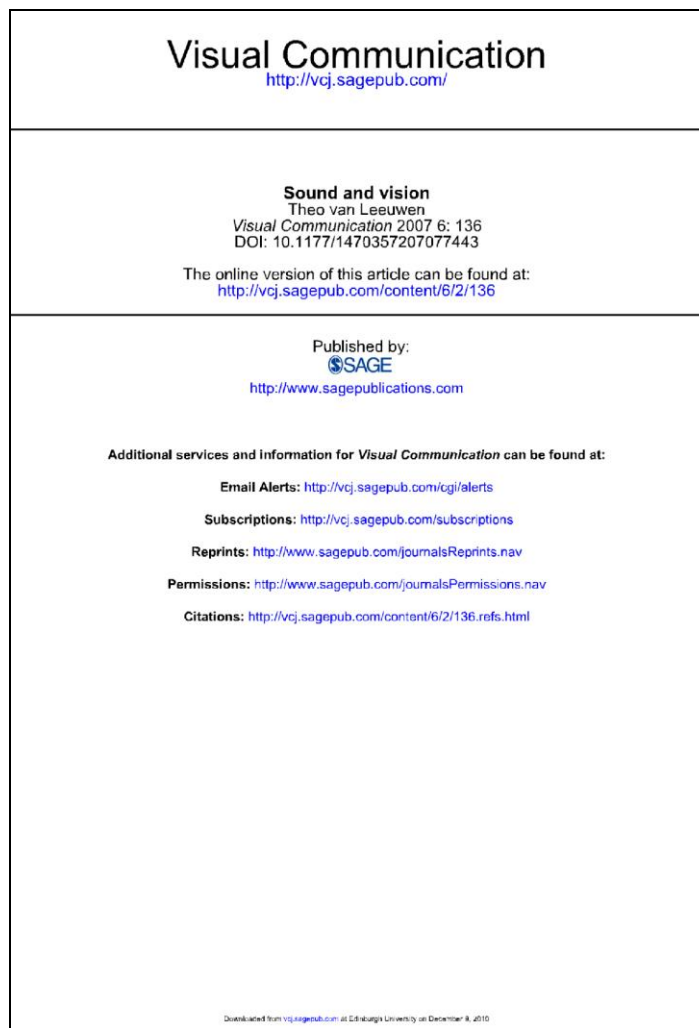 Visual Communication
http://vcj.sagepub.com/
Sound and vision
Theo van Leeuwen
Visual Communication 2007 6: 136
DOI: 10.1177/1470357207077443
The online version of this article can be found at:
http://vcj.sagepub.com/content/6/2/136
Published by:
SAGE
http://www.sagepublications.com
Additional services and information for Visual Communication can be found at:
Email Alerts: http://vcj.sagepub.com/cgi/alerts
Subscriptions: http://vcj.sagepub.com/subscriptions
Reprints: http://www.sagepub.com/journalsReprints.nav
Permissions: http://www.sagepub.com/journalsPermissions.nav
Citations: http://vcj.sagepub.com/content/6/2/136.refs.html
Downloaded from vcj.sagepub.com at Edinburgh University on December 9, 2010